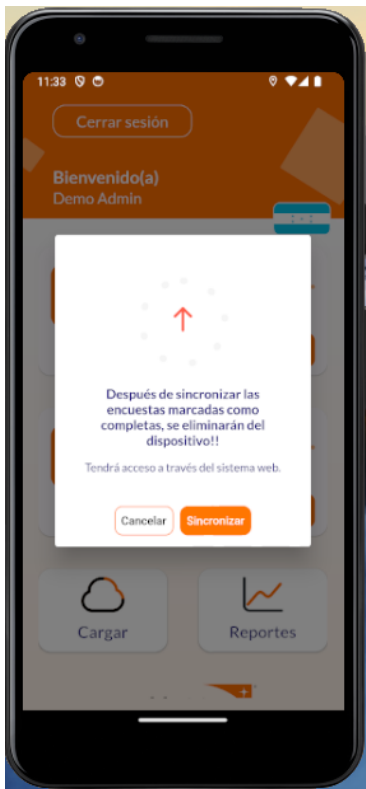 11:33
Cerrar sesión
Bienvenido(a)
Demo Admin
Después de sincronizar las
encuestas marcadas como
completas, se eliminarán del
dispositivo!!
Tendrá acceso a través del sistema web.
Cancelar
Sincronizar
Cargar
Reportes